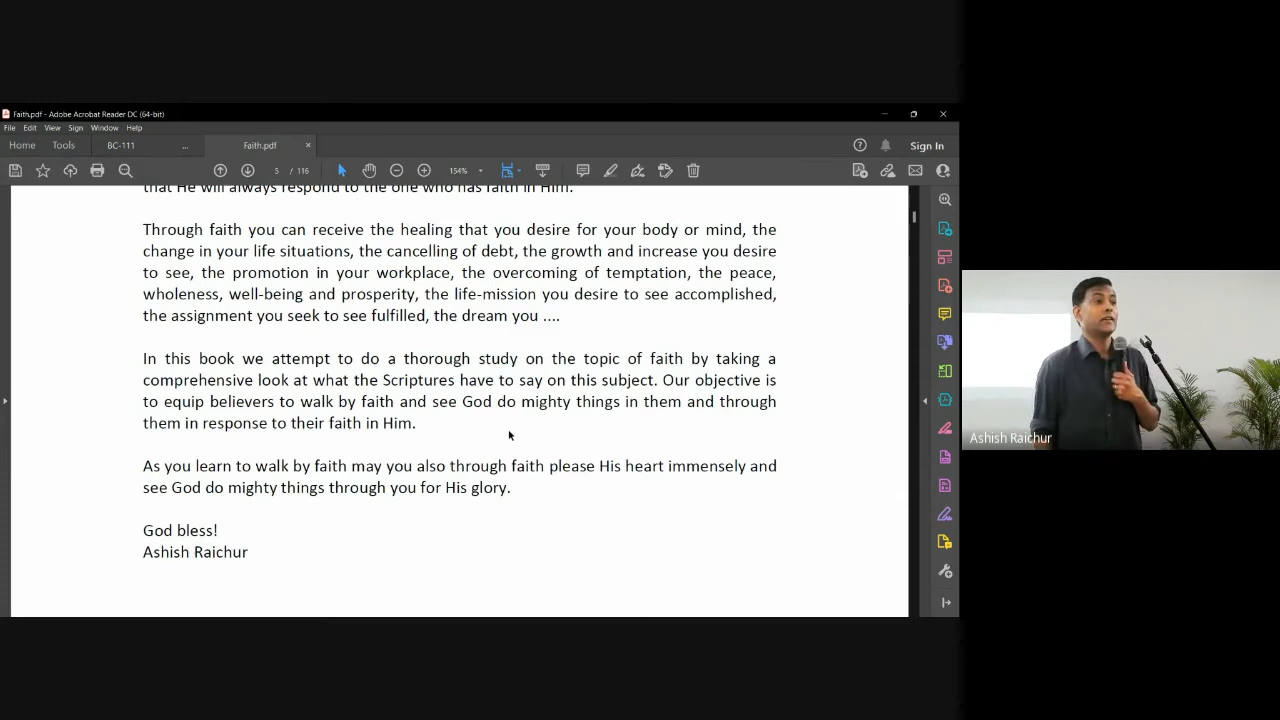 Faith.pdf - Adobe Acrobat Reader DC (64-bit)
File Edit View Sign Window Help
Home Tools BC-111 ... Faith.pdf ×
Sign In
5 / 116 154%
that He will always respond to the one who has faith in Him.
Through faith you can receive the healing that you desire for your body or mind, the
change in your life situations, the cancelling of debt, the growth and increase you desire
to see, the promotion in your workplace, the overcoming of temptation, the peace,
wholeness, well-being and prosperity, the life-mission you desire to see accomplished,
the assignment you seek to see fulfilled, the dream you ....
In this book we attempt to do a thorough study on the topic of faith by taking a
comprehensive look at what the Scriptures have to say on this subject. Our objective is
to equip believers to walk by faith and see God do mighty things in them and through
them in response to their faith in Him.
As you learn to walk by faith may you also through faith please His heart immensely and
see God do mighty things through you for His glory.
God bless!
Ashish Raichur
Ashish Raichur